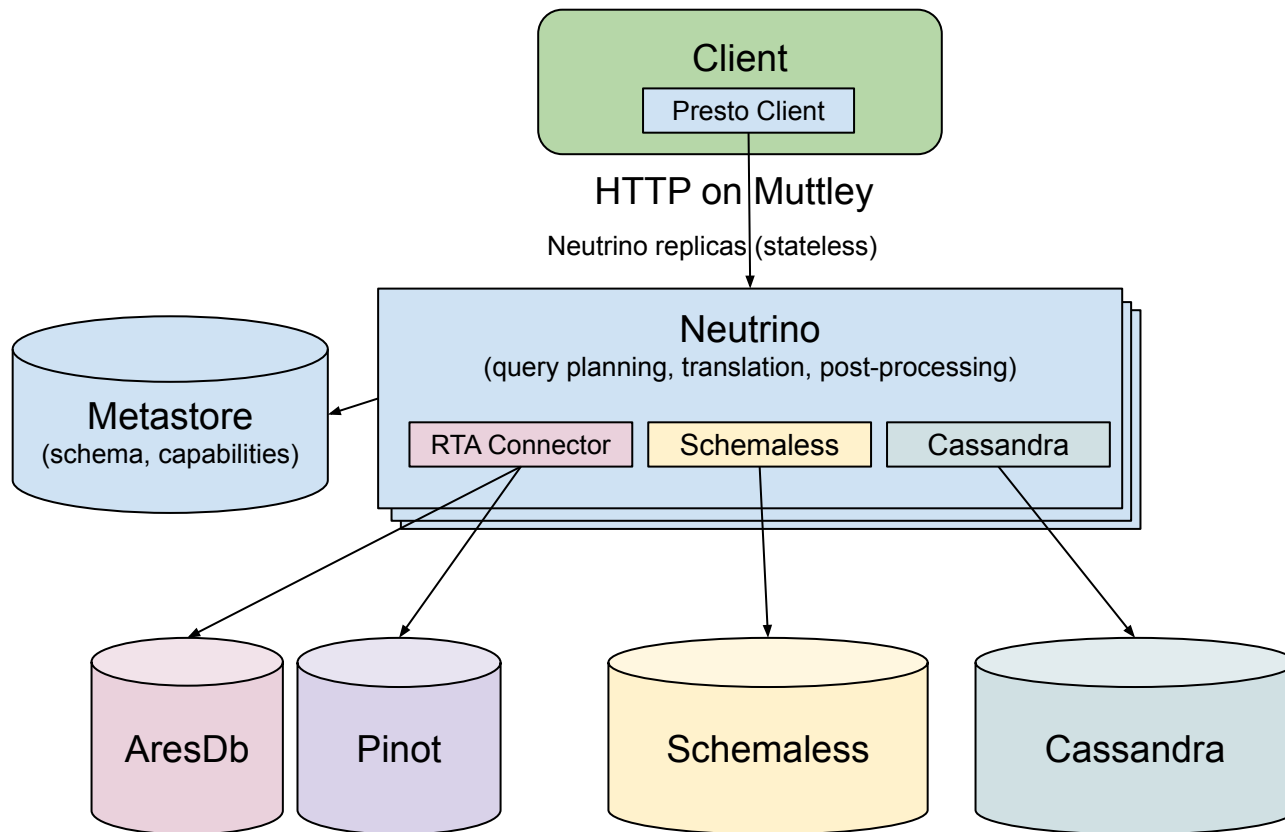 Client
Presto Client
HTTP on Muttley
Neutrino replicas (stateless)
Neutrino
(query planning, translation, post-processing)
Metastore
(schema, capabilities)
RTA Connector
Schemaless
Cassandra
AresDb
Pinot
Schemaless
Cassandra